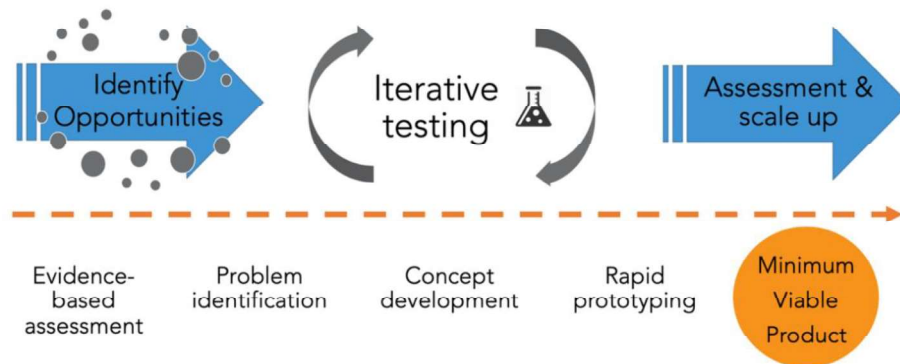 Identify
Opportunities
Iterative
testing
Assessment &
scale up
Evidence-
based
assessment
Problem
identification
Concept
development
Rapid
prototyping
Minimum
Viable
Product